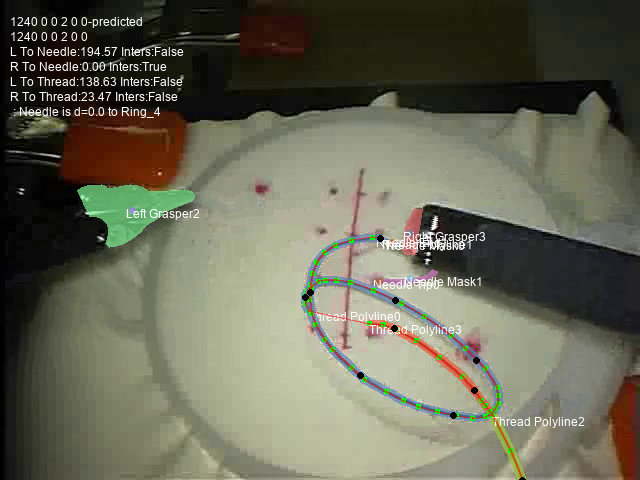 1240 0 0 2 0 0-predicted
1240 0 0 2 0 0
L To Needle:194.57 Inters:False
R To Needle:0.00 Inters:True
L To Thread:138.63 Inters:False
R To Thread:23.47 Inters:False
: Needle is d=0.0 to Ring_4
Left Grasper2
Right Grasper3
Needle Mask1
Needle Tip0
Thread Polyline0
Thread Polyline3
Thread Polyline2